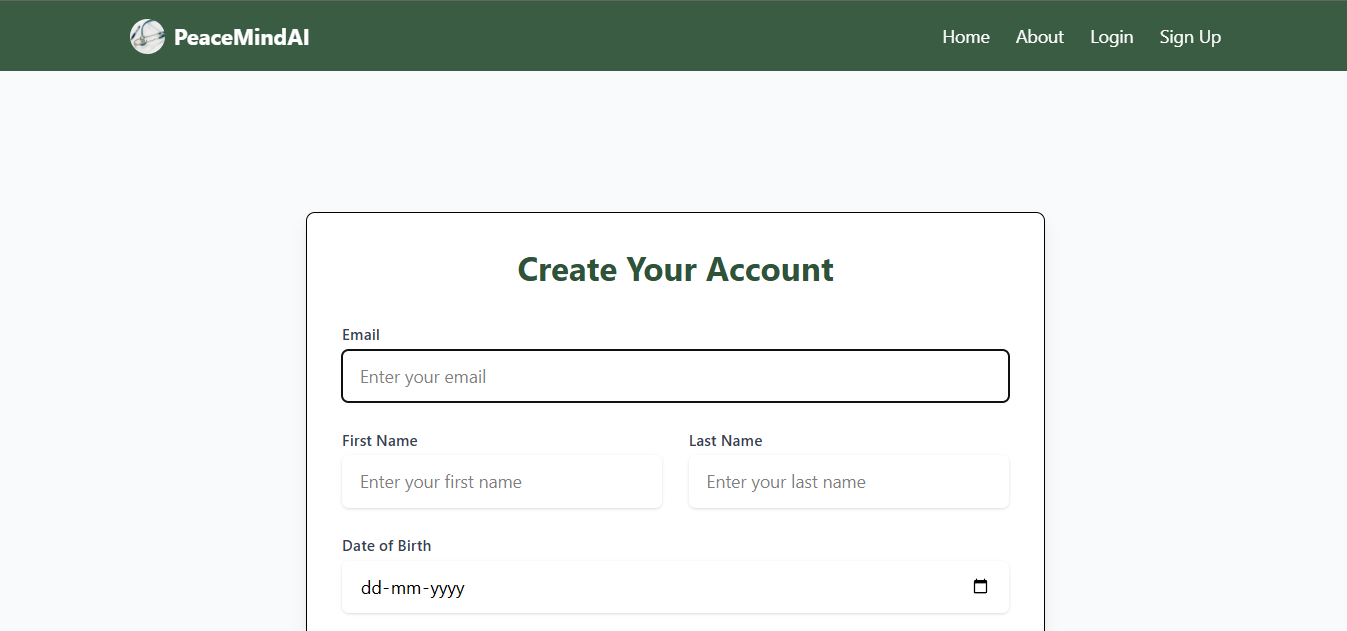 PeaceMindAI Home About Login Sign Up
Create Your Account
Email
Enter your email
First Name Last Name
Enter your first name Enter your last name
Date of Birth
dd-mm-yyyy